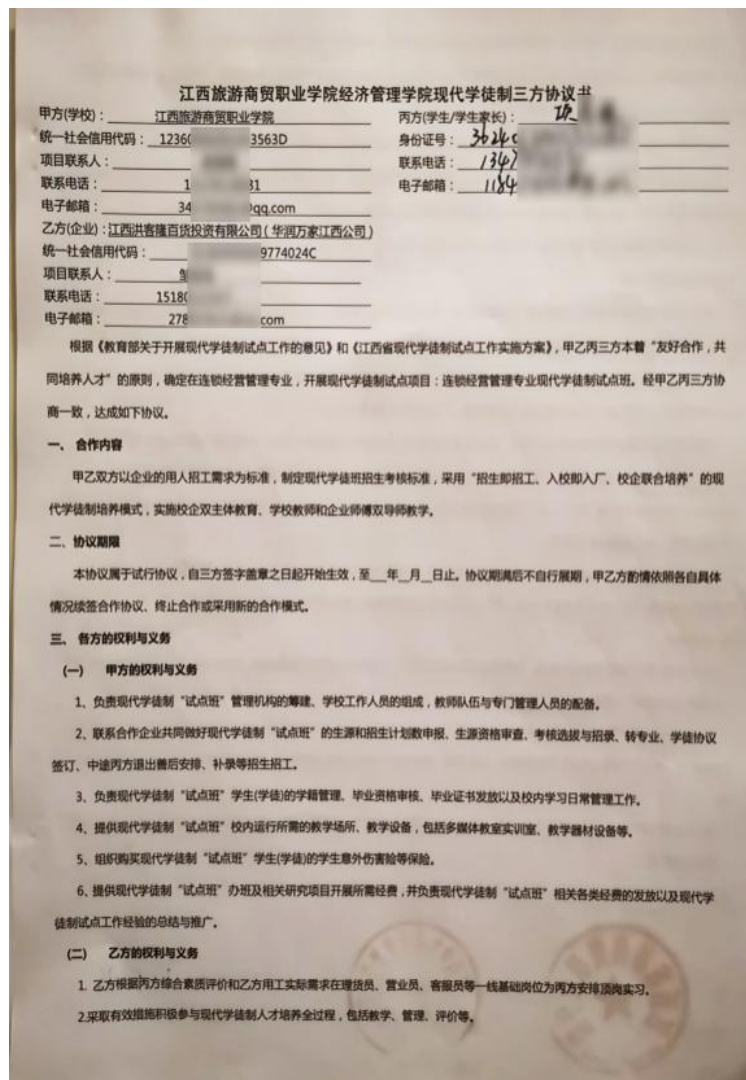 江西旅游商贸职业学院经济管理学院现代学徒制三方协议书
甲方(学校)：江西旅游商贸职业学院
丙方(学生/学生家长)：
统一社会信用代码：12360 3563D
身份证号：3624
项目联系人：
联系电话：1347
联系电话：1 81
电子邮箱：1184
电子邮箱：34 @qq.com
乙方(企业)：江西洪客隆百货投资有限公司(华润万家江西公司)
统一社会信用代码：9774024C
项目联系人：邹
联系电话：15180
电子邮箱：278 com
根据《教育部关于开展现代学徒制试点工作的意见》和《江西省现代学徒制试点工作实施方案》，甲乙丙三方本着“友好合作，共
同培养人才”的原则，确定在连锁经营管理专业，开展现代学徒制试点项目：连锁经营管理专业现代学徒制试点班。经甲乙丙三方协
商一致，达成如下协议。
一、合作内容
甲乙双方以企业的用人招工需求为标准，制定现代学徒班招生考核标准，采用“招生即招工、入校即入厂、校企联合培养”的现
代学徒制培养模式，实施校企双主体教育、学校教师和企业师傅双导师教学。
二、协议期限
本协议属于试行协议，自三方签字盖章之日起开始生效，至__年_月_日止。协议期满后不自行展期，甲乙方酌情依照各自具体
情况续签合作协议、终止合作或采用新的合作模式。
三、各方的权利与义务
(一) 甲方的权利与义务
1、负责现代学徒制“试点班”管理机构的筹建、学校工作人员的组成，教师队伍与专门管理人员的配备。
2、联系合作企业共同做好现代学徒制“试点班”的生源和招生计划数申报、生源资格审查、考核选拔与招录、转专业、学徒协议
签订、中途丙方退出善后安排、补录等招生招工。
3、负责现代学徒制“试点班”学生(学徒)的学籍管理、毕业资格审核、毕业证书发放以及校内学习日常管理工作。
4、提供现代学徒制“试点班”校内运行所需的教学场所、教学设备，包括多媒体教室实训室、教学器材设备等。
5、组织购买现代学徒制“试点班”学生(学徒)的学生意外伤害险等保险。
6、提供现代学徒制“试点班”办班及相关研究项目开展所需经费，并负责现代学徒制“试点班”相关各类经费的发放以及现代学
徒制试点工作经验的总结与推广。
(二) 乙方的权利与义务
1. 乙方根据丙方综合素质评价和乙方用工实际需求在理货员、营业员、客服员等一线基础岗位为丙方安排顶岗实习。
2.采取有效措施积极参与现代学徒制人才培养全过程，包括教学、管理、评价等。